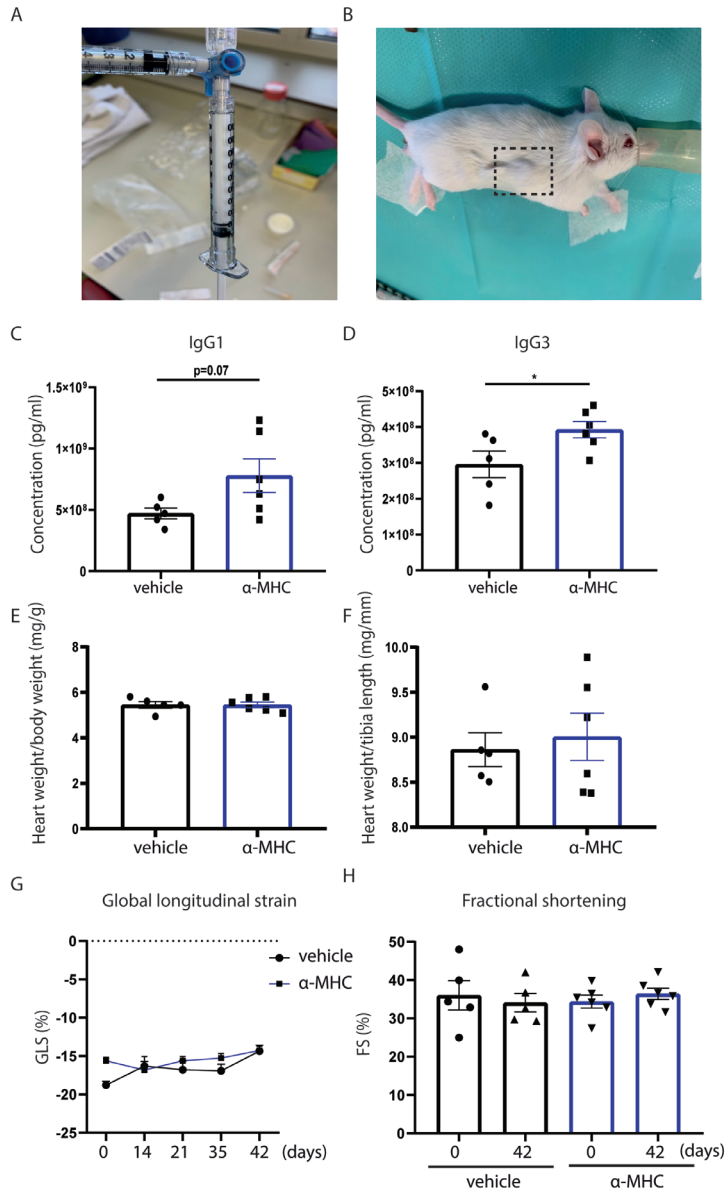 A
B
C
IgG1
p=0.07
Concentration (pg/ml)
1.5×10⁹
1×10⁹
5×10⁸
0
vehicle
α-MHC
D
IgG3
*
Concentration (pg/ml)
5×10⁸
4×10⁸
3×10⁸
2×10⁸
1×10⁸
0
vehicle
α-MHC
E
Heart weight/body weight (mg/g)
8
6
4
2
0
vehicle
α-MHC
F
Heart weight/tibia length (mg/mm)
10.0
9.5
9.0
8.5
8.0
vehicle
α-MHC
G
Global longitudinal strain
GLS (%)
0
-5
-10
-15
-20
-25
vehicle
α-MHC
0 14 21 35 42 (days)
H
Fractional shortening
FS (%)
50
40
30
20
10
0
0 42 0 42 (days)
vehicle
α-MHC